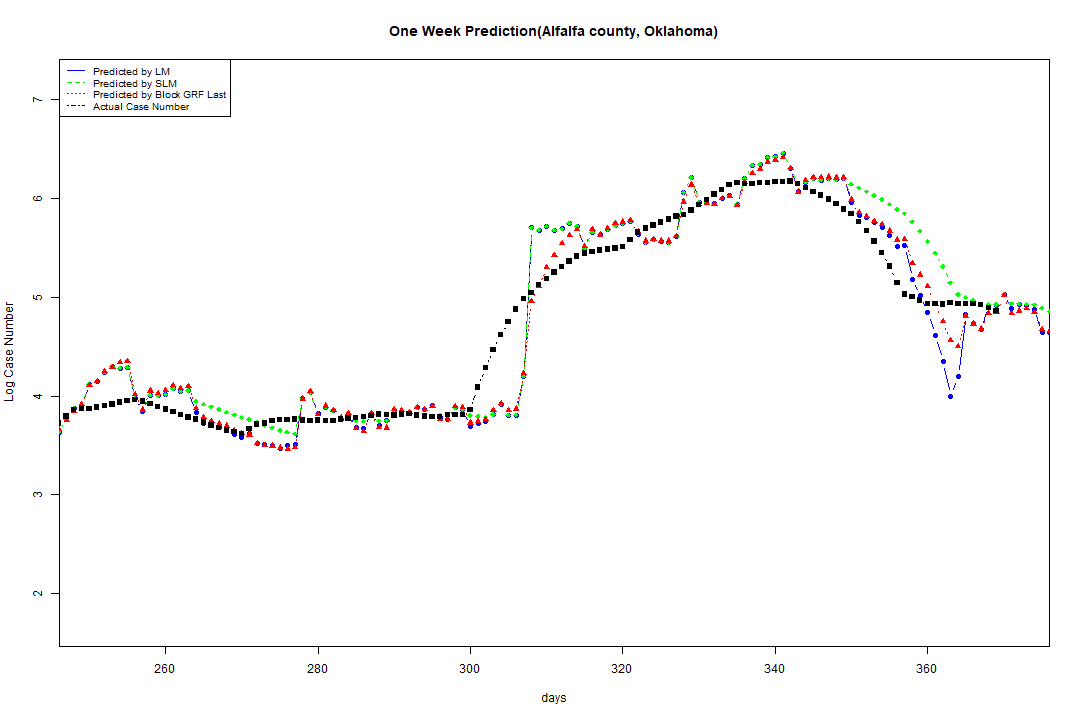 One Week Prediction(Alfalfa county, Oklahoma)
Predicted by LM
Predicted by SLM
Predicted by Block GRF Last
Actual Case Number
7
6
5
4
3
2
Log Case Number
260 280 300 320 340 360
days